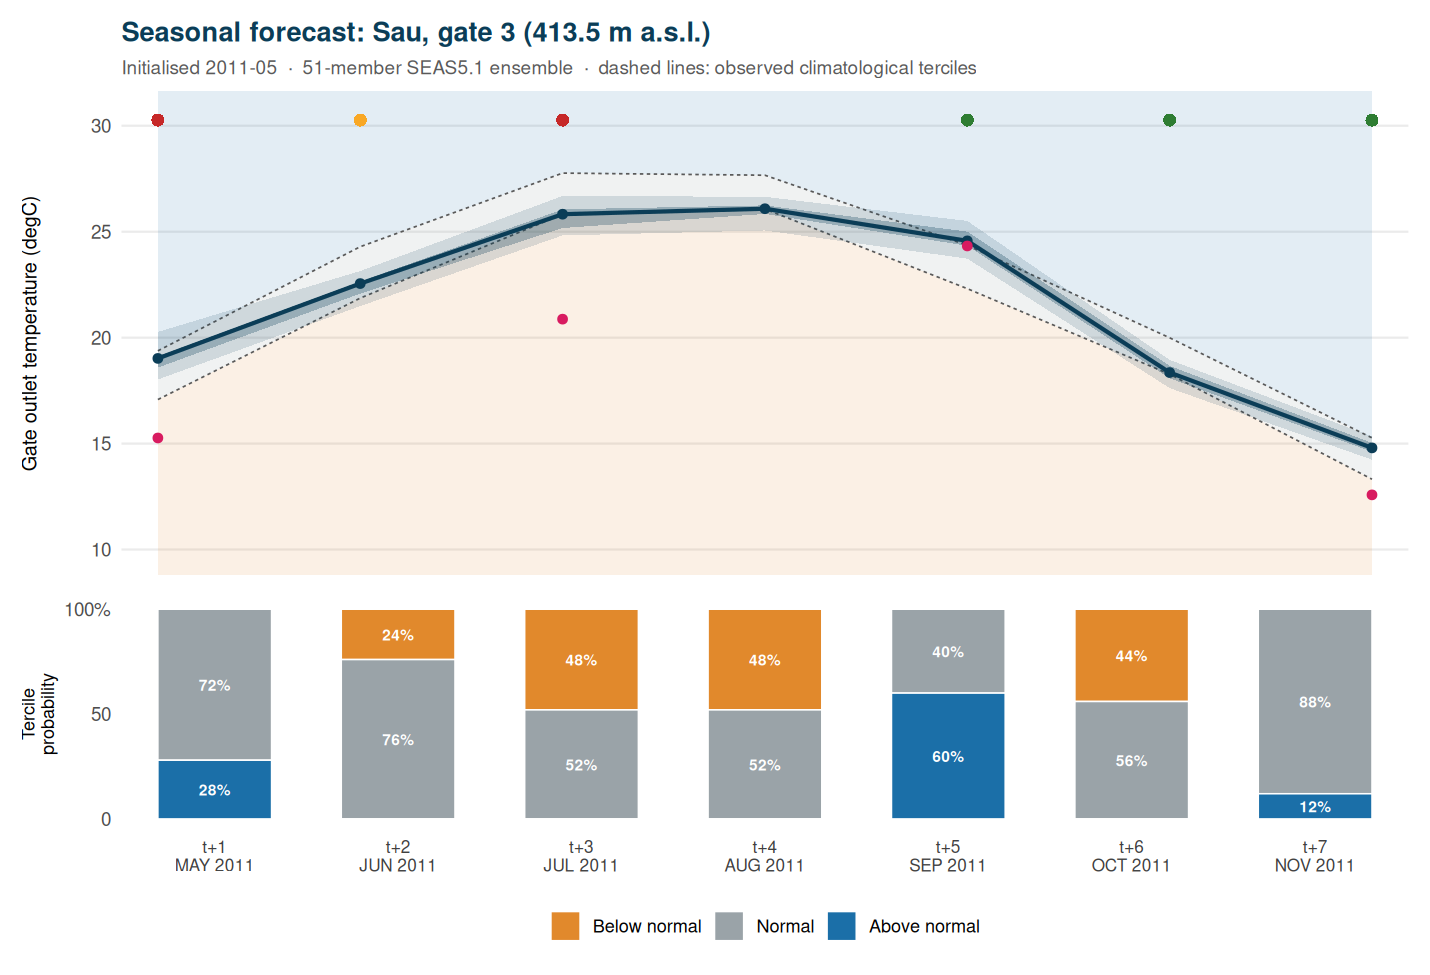 Seasonal forecast: Sau, gate 3 (413.5 m a.s.l.)
Initialised 2011-05 · 51-member SEAS5.1 ensemble · dashed lines: observed climatological terciles
Gate outlet temperature (degC)
30
25
20
15
10
Tercile
probability
100%
50
0
72%
28%
24%
76%
48%
52%
48%
52%
40%
60%
44%
56%
88%
12%
t+1
MAY 2011
t+2
JUN 2011
t+3
JUL 2011
t+4
AUG 2011
t+5
SEP 2011
t+6
OCT 2011
t+7
NOV 2011
Below normal
Normal
Above normal